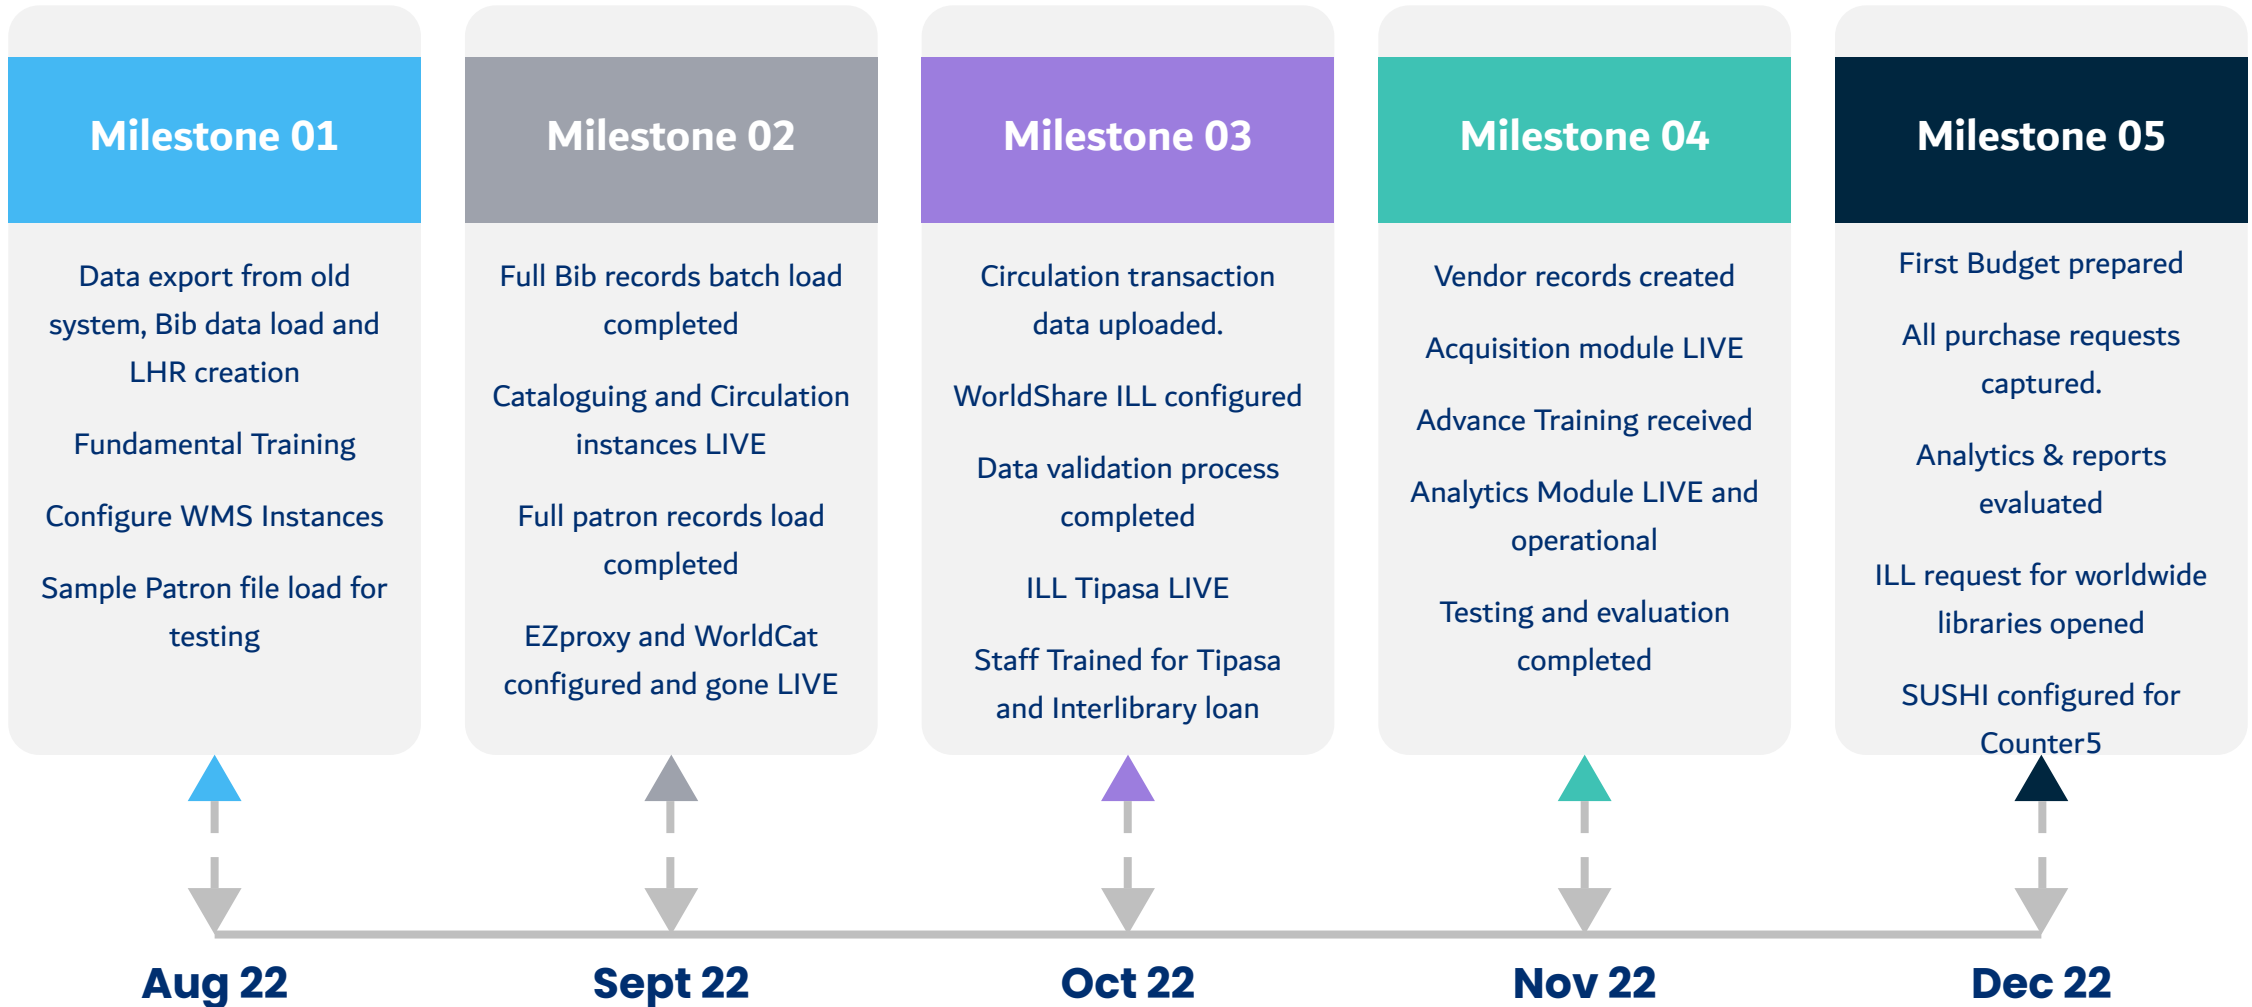 Milestone 01
Data export from old
system, Bib data load and
LHR creation
Fundamental Training
Configure WMS Instances
Sample Patron file load for
testing
Milestone 02
Full Bib records batch load
completed
Cataloguing and Circulation
instances LIVE
Full patron records load
completed
EZproxy and WorldCat
configured and gone LIVE
Milestone 03
Circulation transaction
data uploaded.
WorldShare ILL configured
Data validation process
completed
ILL Tipasa LIVE
Staff Trained for Tipasa
and Interlibrary loan
Milestone 04
Vendor records created
Acquisition module LIVE
Advance Training received
Analytics Module LIVE and
operational
Testing and evaluation
completed
Milestone 05
First Budget prepared
All purchase requests
captured.
Analytics & reports
evaluated
ILL request for worldwide
libraries opened
SUSHI configured for
Counter5
Aug 22
Sept 22
Oct 22
Nov 22
Dec 22